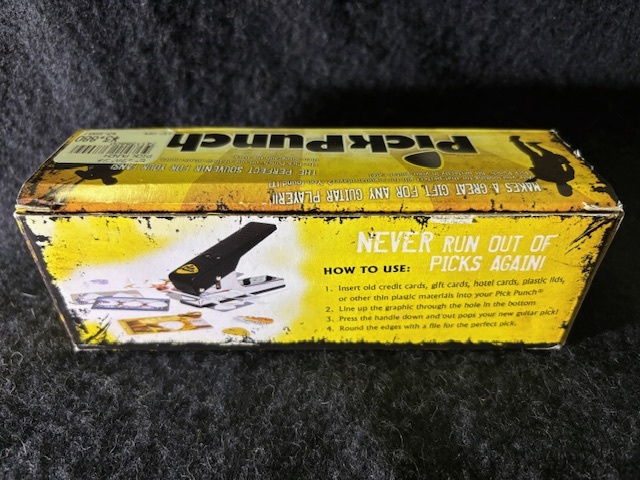 PickPunch
THE PERFECT SOUVENIR FOR YOUR FANS!
MAKES A GREAT GIFT FOR ANY GUITAR PLAYER!!
¥3,880
NEVER RUN OUT OF
PICKS AGAIN!
HOW TO USE:
1. Insert old credit cards, gift cards, hotel cards, plastic lids,
or other thin plastic materials into your Pick Punch®
2. Line up the graphic through the hole in the bottom
3. Press the handle down and out pops your new guitar pick!
4. Round the edges with a file for the perfect pick.